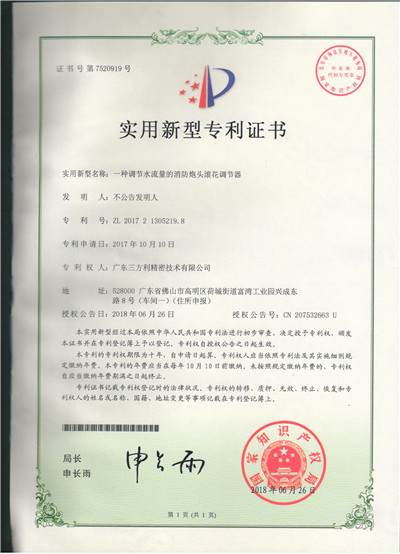 证书号第7520919号
实用新型专利证书
实用新型名称：一种调节水流量的消防炮头滚花调节器
发明人：不公告发明人
专利号：ZL 2017 2 1305219.8
专利申请日：2017年10月10日
专利权人：广东三方利精密技术有限公司
地址：528000 广东省佛山市高明区荷城街道富湾工业园兴成东
路8号（车间一）（住所申报）
授权公告日：2018年06月26日 授权公告号：CN 207532663 U
本实用新型经过本局依照中华人民共和国专利法进行初步审查，决定授予专利权，颁发
本证书并在专利登记簿上予以登记。专利权自授权公告之日起生效。
本专利的专利权期限为十年，自申请日起算。专利权人应当依照专利法及其实施细则规
定缴纳年费。本专利的年费应当在每年10月10日前缴纳。未按照规定缴纳年费的，专利权
自应当缴纳年费期满之日起终止。
专利证书记载专利权登记时的法律状况。专利权的转移、质押、无效、终止、恢复和专
利权人的姓名或名称、国籍、地址变更等事项记载在专利登记簿上。
局长
申长雨
申长雨
国家知识产权局
2018年06月26日
第1页（共1页）